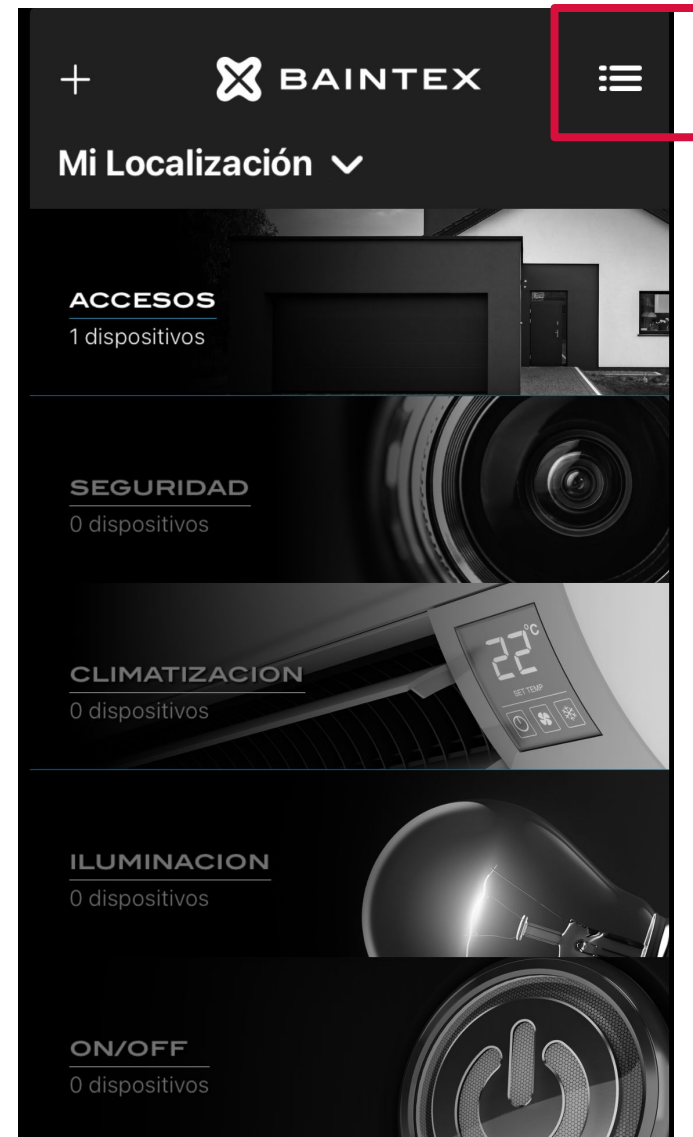 BAINTEX
Mi Localización
ACCESOS
1 dispositivos
SEGURIDAD
0 dispositivos
CLIMATIZACION
0 dispositivos
22°C
SET TEMP
ILUMINACION
0 dispositivos
ON/OFF
0 dispositivos